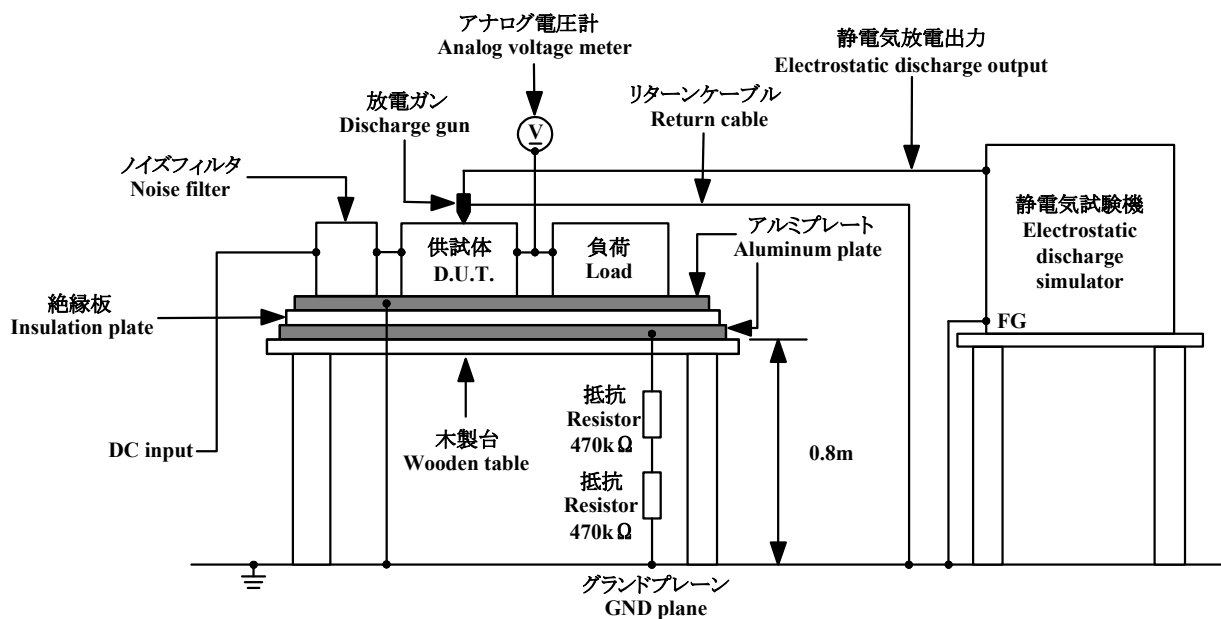 アナログ電圧計
Analog voltage meter
静電気放電出力
Electrostatic discharge output
放電ガン
Discharge gun
リターンケーブル
Return cable
V
ノイズフィルタ
Noise filter
静電気試験機
Electrostatic
discharge
simulator
供試体
D.U.T.
負荷
Load
アルミプレート
Aluminum plate
絶縁板
Insulation plate
FG
抵抗
Resistor
470kΩ
DC input
木製台
Wooden table
0.8m
抵抗
Resistor
470kΩ
グランドプレーン
GND plane